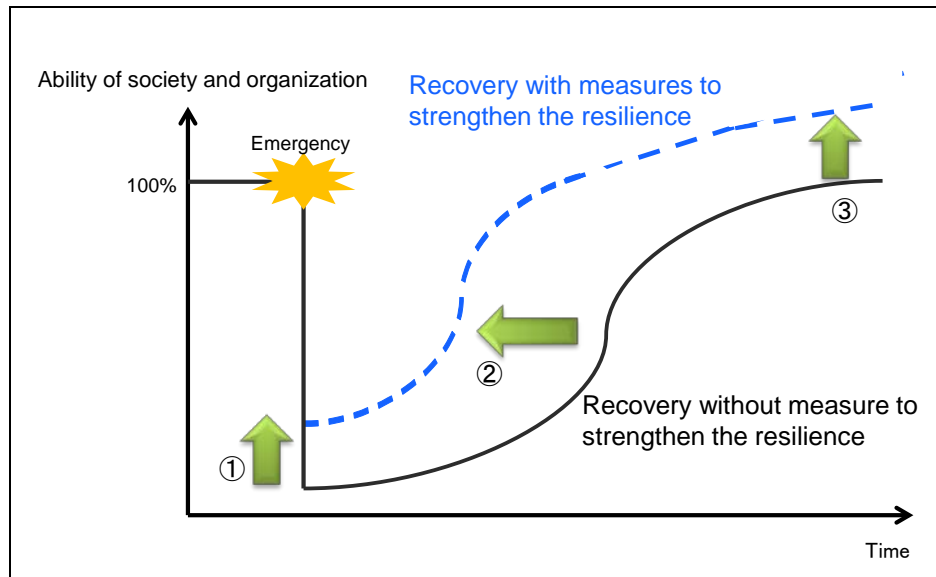 Ability of society and organization
Recovery with measures to
strengthen the resilience
Emergency
100%
③
②
Recovery without measure to
strengthen the resilience
①
Time